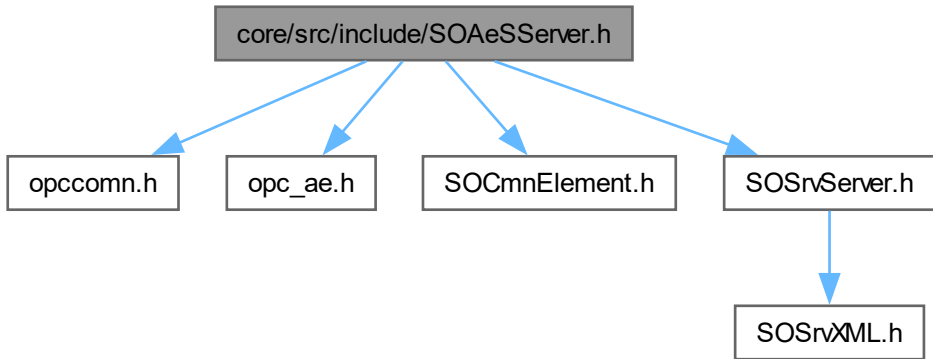 core/src/include/SOAeSServer.h
opccomn.h
opc_ae.h
SOCmnElement.h
SOSrvServer.h
SOSrvXML.h